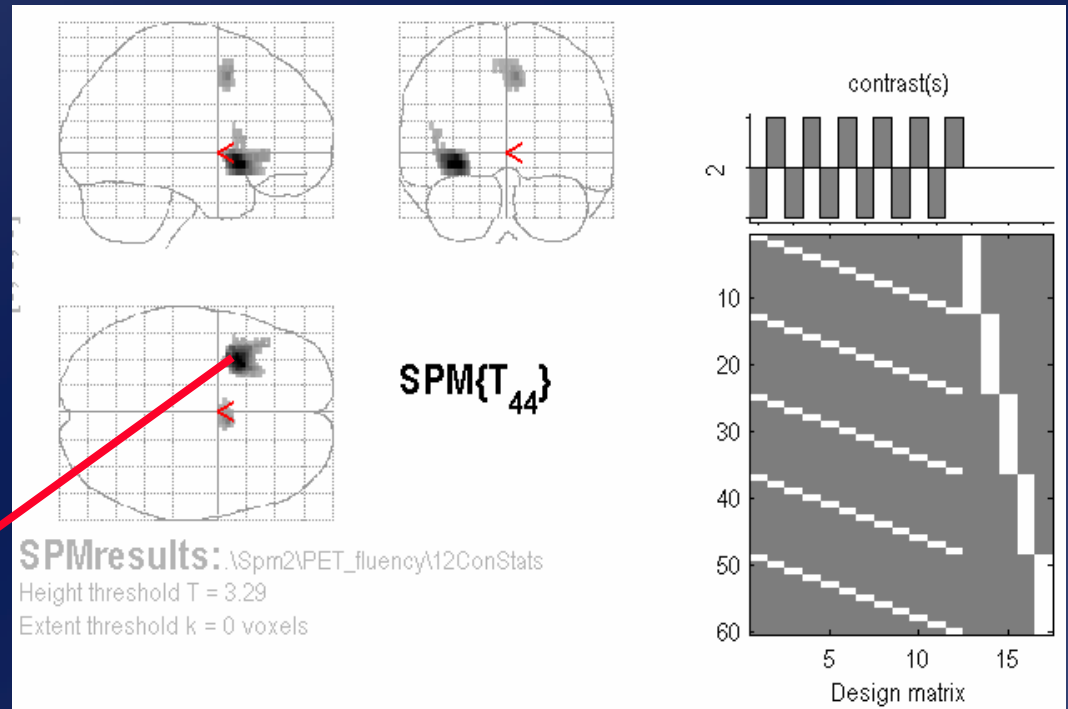 contrast(s)
2
SPM{T44}
10
20
30
40
50
60
5 10 15
Design matrix
SPMresults: .\Spm2\PET_fluency\12ConStats
Height threshold T = 3.29
Extent threshold k = 0 voxels